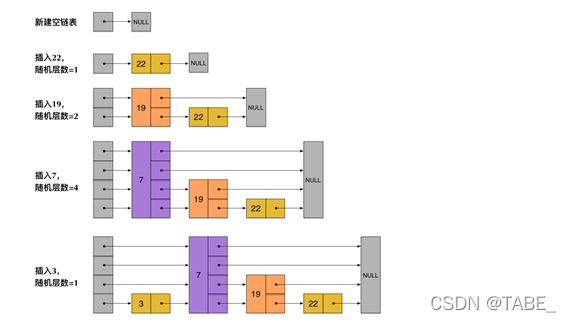 新建空链表
NULL
插入22,
随机层数=1
22
NULL
插入19,
随机层数=2
19
22
NULL
插入7,
随机层数=4
7
19
22
NULL
插入3,
随机层数=1
3
7
19
22
NULL
CSDN @TABE_